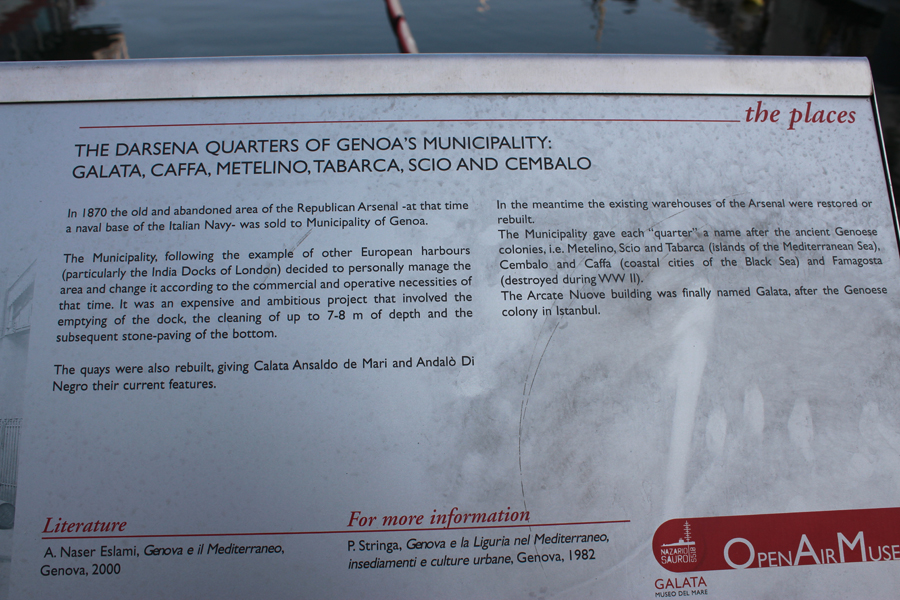 the places
THE DARSENA QUARTERS OF GENOA'S MUNICIPALITY:
GALATA, CAFFA, METELINO, TABARCA, SCIO AND CEMBALO
In 1870 the old and abandoned area of the Republican Arsenal -at that time
a naval base of the Italian Navy- was sold to Municipality of Genoa.
The Municipality, following the example of other European harbours
(particularly the India Docks of London) decided to personally manage the
area and change it according to the commercial and operative necessities of
that time. It was an expensive and ambitious project that involved the
emptying of the dock, the cleaning of up to 7-8 m of depth and the
subsequent stone-paving of the bottom.
The quays were also rebuilt, giving Calata Ansaldo de Mari and Andalò Di
Negro their current features.
In the meantime the existing warehouses of the Arsenal were restored or
rebuilt.
The Municipality gave each "quarter" a name after the ancient Genoese
colonies, i.e. Metelino, Scio and Tabarca (islands of the Mediterranean Sea),
Cembalo and Caffa (coastal cities of the Black Sea) and Famagosta
(destroyed during WW II).
The Arcate Nuove building was finally named Galata, after the Genoese
colony in Istanbul.
Literature
A. Naser Eslami, Genova e il Mediterraneo,
Genova, 2000
For more information
P. Stringa, Genova e la Liguria nel Mediterraneo,
insediamenti e culture urbane, Genova, 1982
NAZARIO
SAURO
S518
OPENAIRMUSE
GALATA
MUSEO DEL MARE